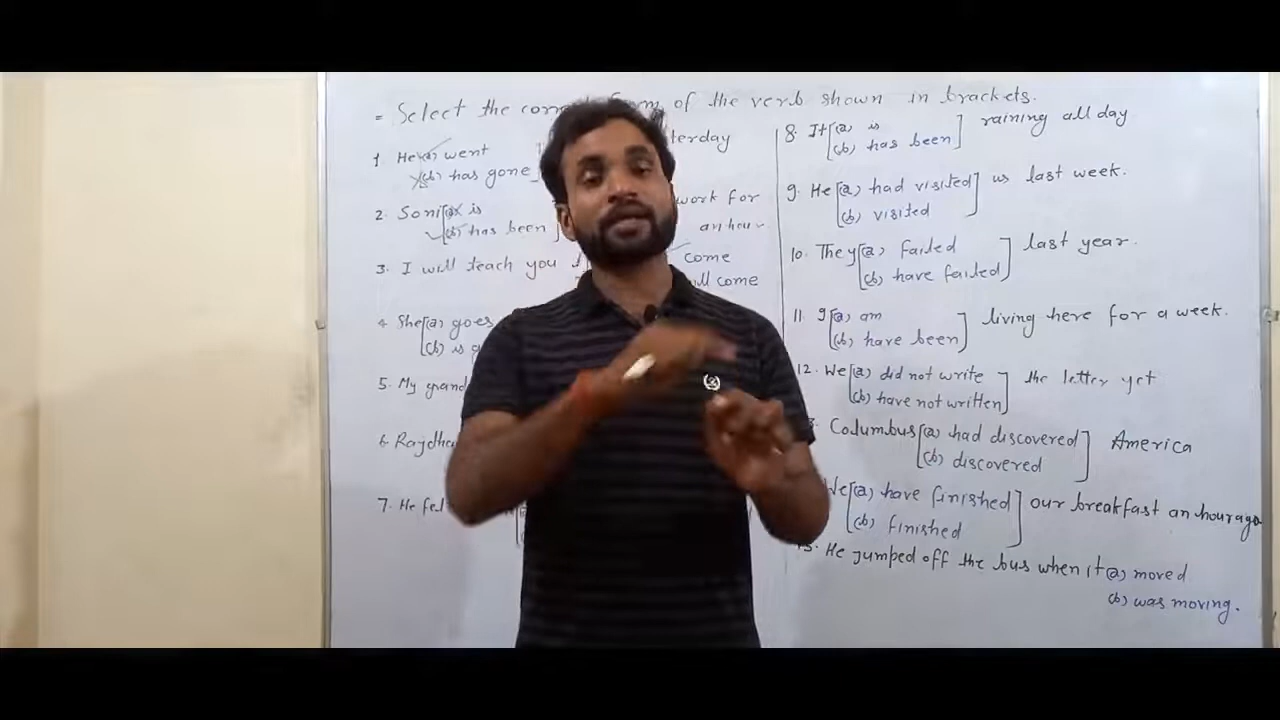 = Select the correct form of the verb shown in brackets.
1. He (a) went
(b) has gone yesterday
2. Soni (a) is
(b) has been work for
an hour
3. I will teach you come
will come
4. She (a) goes
(b) is
5. My grand
6.
7. He fel
8. It (a) is
(b) has been raining all day
9. He (a) had visited us last week.
(b) visited
10. They (a) failed last year.
(b) have failed
11. I (a) am
(b) have been living here for a week.
12. We (a) did not write the letter yet
(b) have not written
Columbus (a) had discovered America
(b) discovered
We (a) have finished our breakfast an hour ago
(b) finished
15. He jumped off the bus when it (a) moved
(b) was moving.